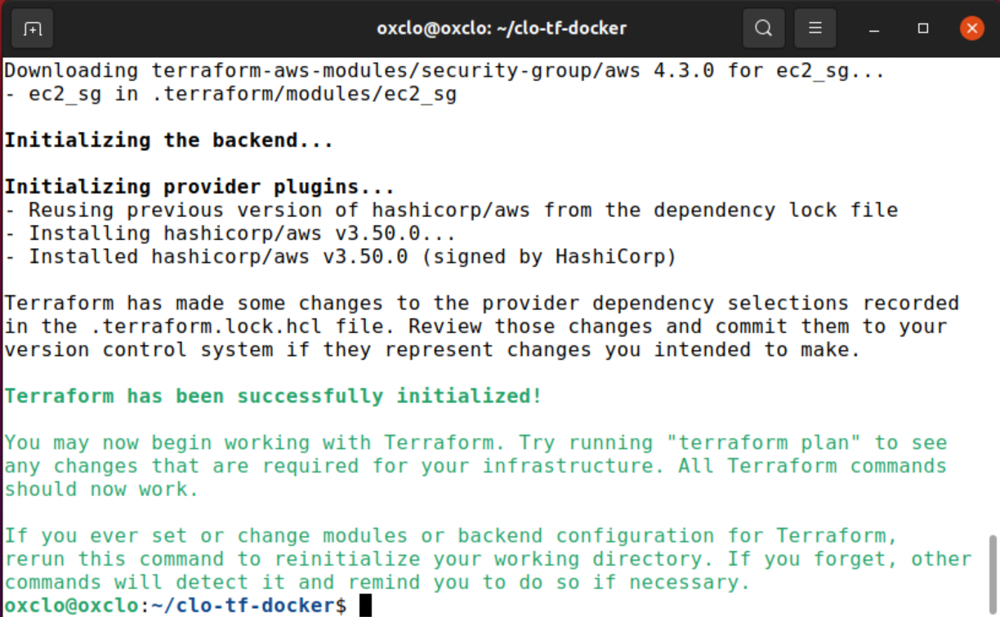 oxclo@oxclo: ~/clo-tf-docker
Downloading terraform-aws-modules/security-group/aws 4.3.0 for ec2_sg...
- ec2_sg in .terraform/modules/ec2_sg
Initializing the backend...
Initializing provider plugins...
- Reusing previous version of hashicorp/aws from the dependency lock file
- Installing hashicorp/aws v3.50.0...
- Installed hashicorp/aws v3.50.0 (signed by HashiCorp)
Terraform has made some changes to the provider dependency selections recorded
in the .terraform.lock.hcl file. Review those changes and commit them to your
version control system if they represent changes you intended to make.
Terraform has been successfully initialized!
You may now begin working with Terraform. Try running "terraform plan" to see
any changes that are required for your infrastructure. All Terraform commands
should now work.
If you ever set or change modules or backend configuration for Terraform,
rerun this command to reinitialize your working directory. If you forget, other
commands will detect it and remind you to do so if necessary.
oxclo@oxclo:~/clo-tf-docker$